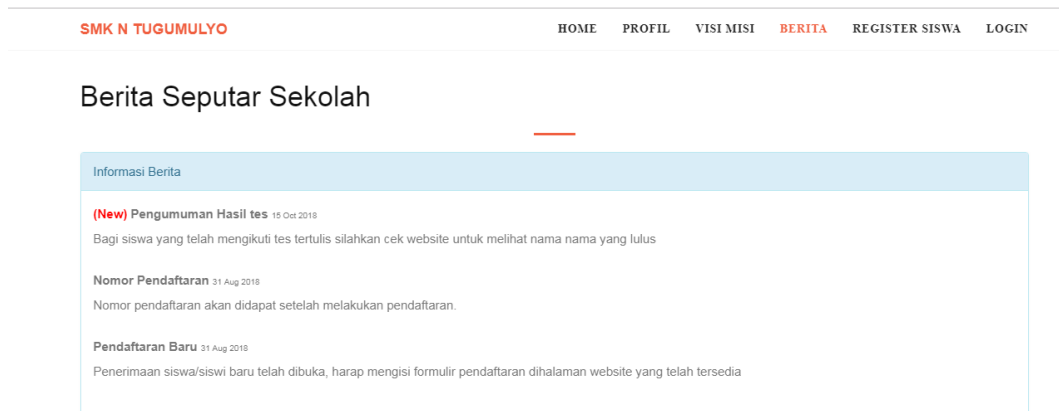 SMK N TUGUMULYO
HOME PROFIL VISI MISI BERITA REGISTER SISWA LOGIN
Berita Seputar Sekolah
Informasi Berita
(New) Pengumuman Hasil tes 15 Oct 2018
Bagi siswa yang telah mengikuti tes tertulis silahkan cek website untuk melihat nama nama yang lulus
Nomor Pendaftaran 31 Aug 2018
Nomor pendaftaran akan didapat setelah melakukan pendaftaran.
Pendaftaran Baru 31 Aug 2018
Penerimaan siswa/siswi baru telah dibuka, harap mengisi formulir pendaftaran dihalaman website yang telah tersedia